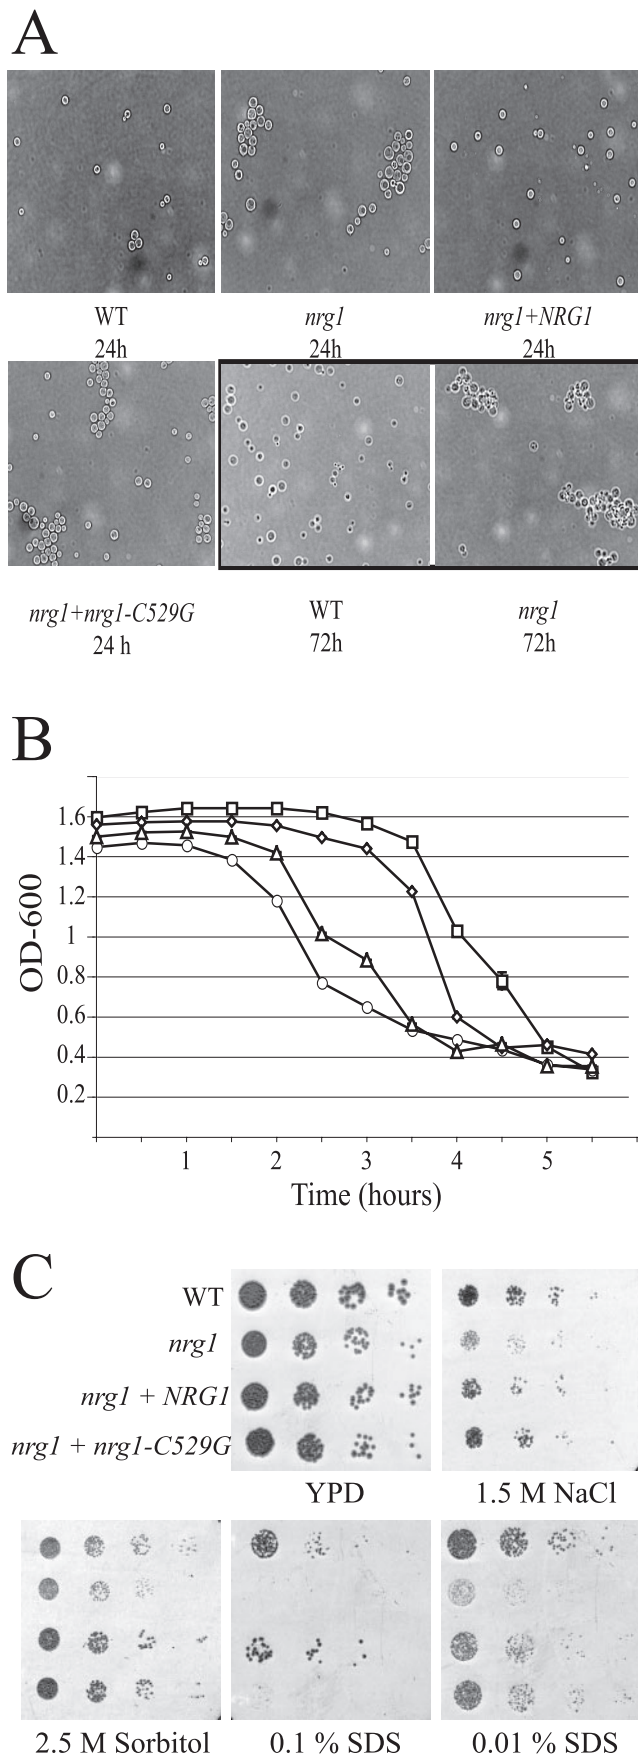 A
WT nrg1 nrg1+NRG1
24h 24h 24h
nrg1+nrg1-C529G WT nrg1
24 h 72h 72h
B
1.6
1.4
1.2
1
0.8
0.6
0.4
0.2
OD-600
1 2 3 4 5
Time (hours)
C
WT
nrg1
nrg1 + NRG1
nrg1 + nrg1-C529G
YPD 1.5 M NaCl
2.5 M Sorbitol 0.1 % SDS 0.01 % SDS